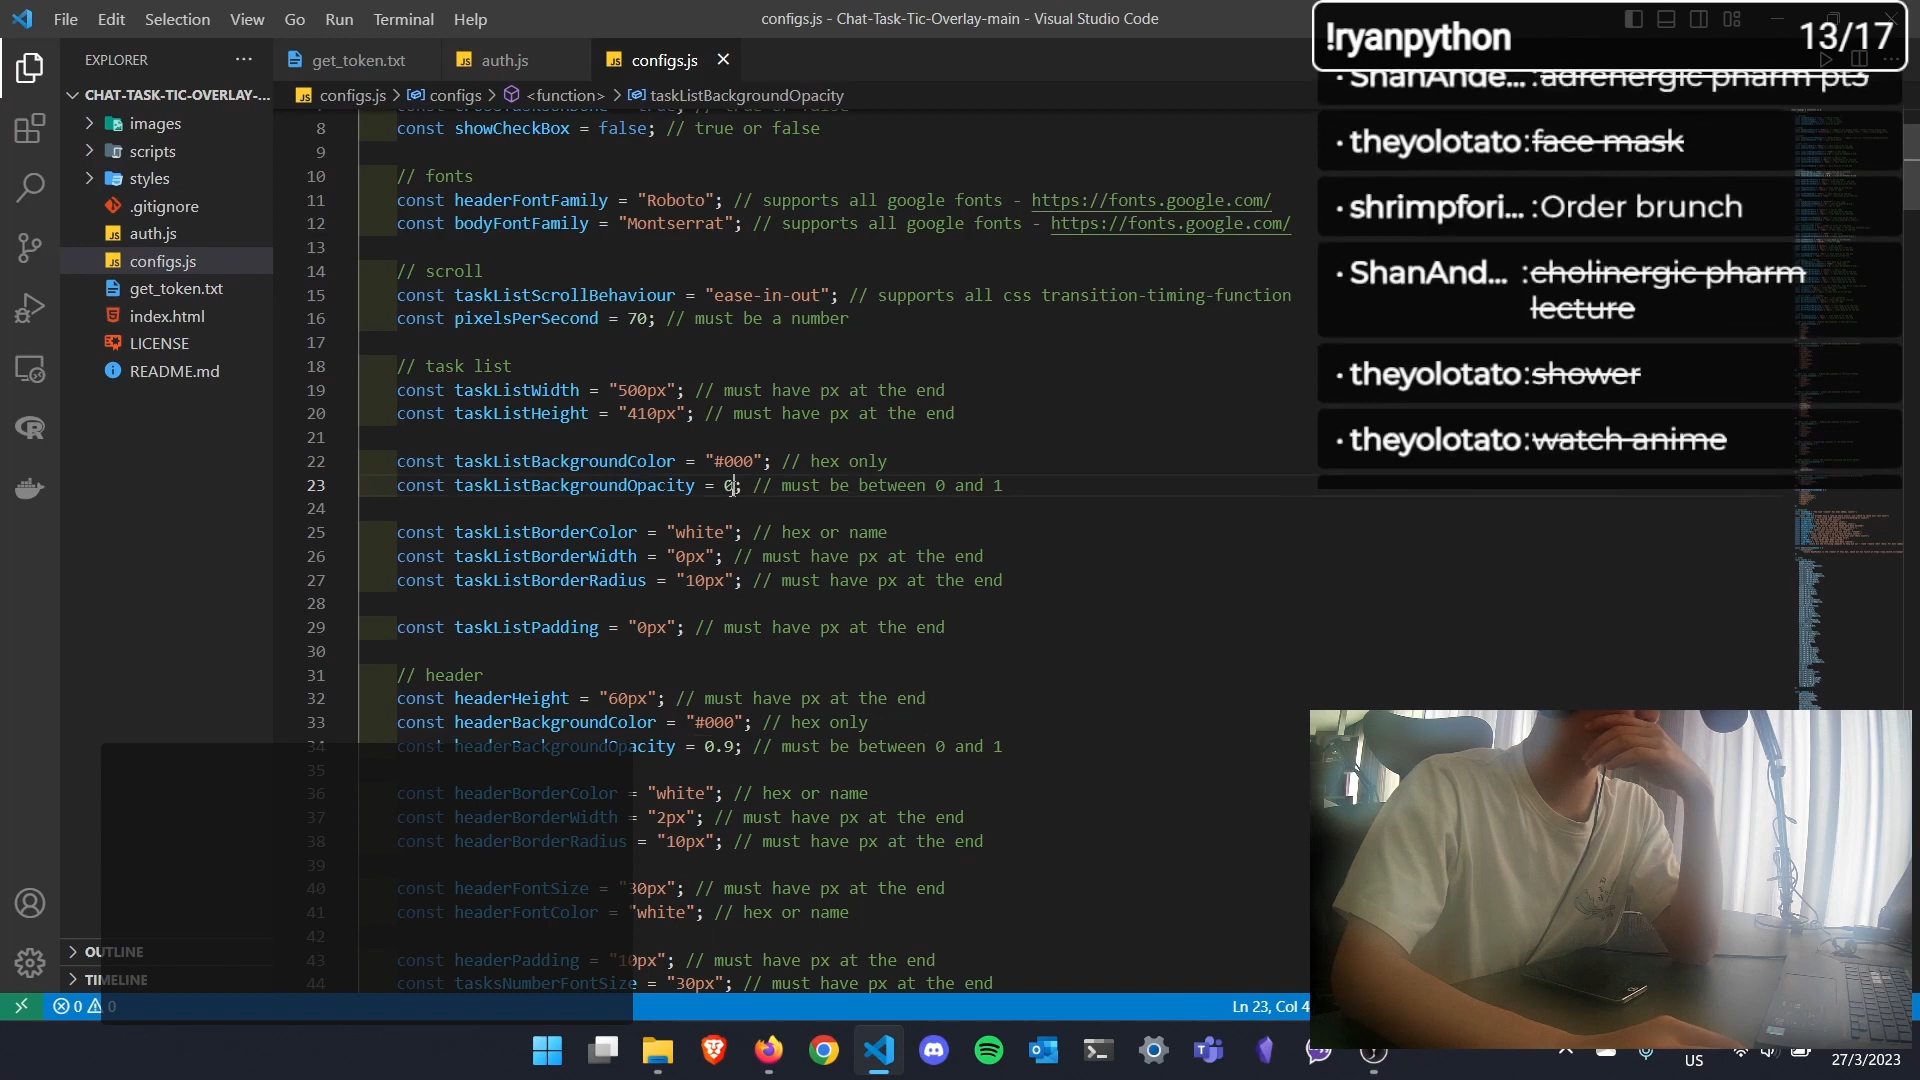 File Edit Selection View Go Run Terminal Help
configs.js - Chat-Task-Tic-Overlay-main - Visual Studio Code
!ryanpython 13/17
EXPLORER
get_token.txt
auth.js
configs.js
CHAT-TASK-TIC-OVERLAY-...
images
scripts
styles
.gitignore
auth.js
configs.js
get_token.txt
index.html
LICENSE
README.md
OUTLINE
TIMELINE
configs.js > configs > <function> > taskListBackgroundOpacity
8 const showCheckBox = false; // true or false
9
10 // fonts
11 const headerFontFamily = "Roboto"; // supports all google fonts - https://fonts.google.com/
12 const bodyFontFamily = "Montserrat"; // supports all google fonts - https://fonts.google.com/
13
14 // scroll
15 const taskListScrollBehaviour = "ease-in-out"; // supports all css transition-timing-function
16 const pixelsPerSecond = 70; // must be a number
17
18 // task list
19 const taskListWidth = "500px"; // must have px at the end
20 const taskListHeight = "410px"; // must have px at the end
21
22 const taskListBackgroundColor = "#000"; // hex only
23 const taskListBackgroundOpacity = 0; // must be between 0 and 1
24
25 const taskListBorderColor = "white"; // hex or name
26 const taskListBorderWidth = "0px"; // must have px at the end
27 const taskListBorderRadius = "10px"; // must have px at the end
28
29 const taskListPadding = "0px"; // must have px at the end
30
31 // header
32 const headerHeight = "60px"; // must have px at the end
33 const headerBackgroundColor = "#000"; // hex only
34 const headerBackgroundOpacity = 0.9; // must be between 0 and 1
35
36 const headerBorderColor = "white"; // hex or name
37 const headerBorderWidth = "2px"; // must have px at the end
38 const headerBorderRadius = "10px"; // must have px at the end
39
40 const headerFontSize = "30px"; // must have px at the end
41 const headerFontColor = "white"; // hex or name
42
43 const headerPadding = "10px"; // must have px at the end
44 const tasksNumberFontSize = "30px"; // must have px at the end
· ShanAnde... :adrenergic pharm pt3
· theyolotato:face mask
· shrimpfori... :Order brunch
· ShanAnd... :cholinergic pharm
lecture
· theyolotato:shower
· theyolotato:watch anime
0 0
Ln 23, Col 4
US
27/3/2023